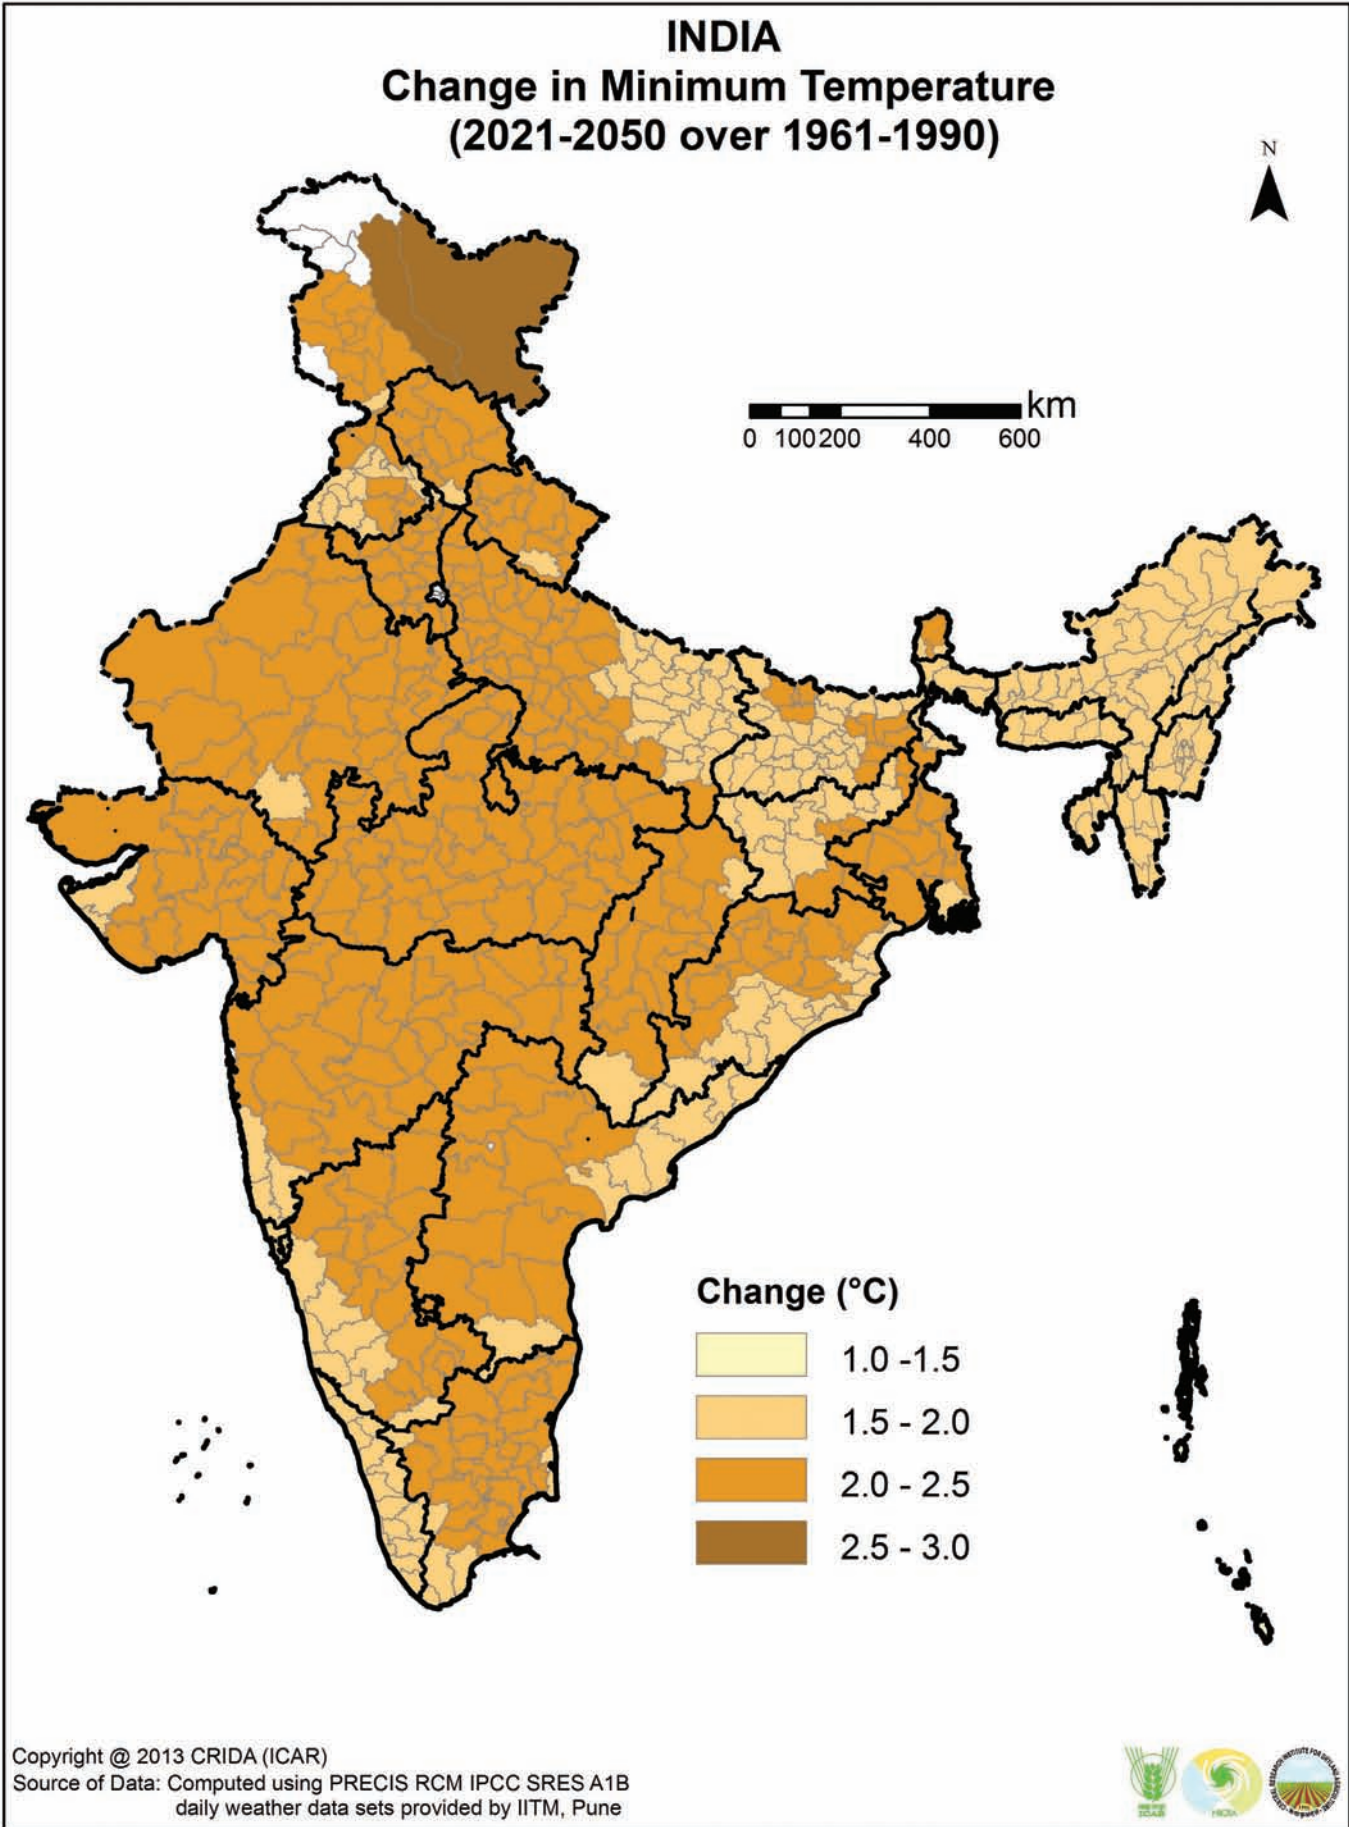 INDIA
Change in Minimum Temperature
(2021-2050 over 1961-1990)
N
km
0 100 200 400 600
Change (°C)
1.0 -1.5
1.5 - 2.0
2.0 - 2.5
2.5 - 3.0
Copyright @ 2013 CRIDA (ICAR)
Source of Data: Computed using PRECIS RCM IPCC SRES A1B
daily weather data sets provided by IITM, Pune
ICAR
NICRA